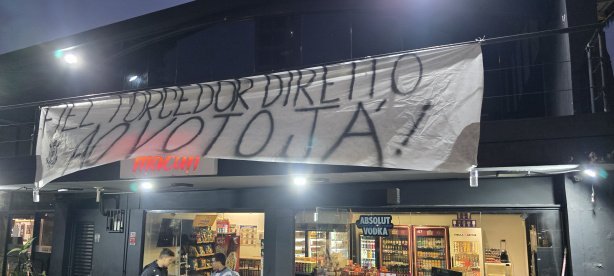 FIEL TORCEDOR DIREITO
AO VOTO, JÁ!
ABSOLUT
VODKA